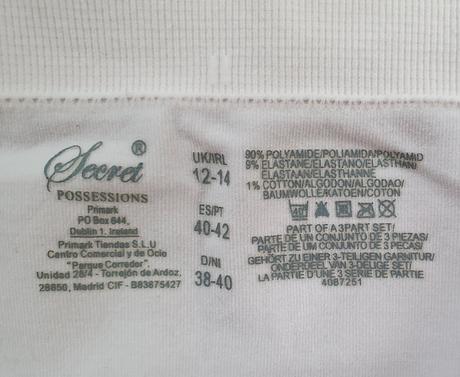 Secret®
POSSESSIONS
Primark
PO Box 644,
Dublin 1. Ireland
Primark Tiendas S.L.U
Centro Comercial y de Ocio
"Parque Corredor".
Unidad 28/4 - Torrejón de Ardoz.
28850, Madrid CIF - B83875427
UK/IRL
12-14
ES/PT
40-42
D/NL
38-40
90% POLYAMIDE/POLIAMIDA/POLYAMID
9% ELASTANE/ELASTANO/ELASTHAN/
ELASTAAN/ELASTHANNE
1% COTTON/ALGODON/ALGODAO/
BAUMWOLLE/KATOEN/COTON
40
PART OF A 3PART SET/
PARTE DE UN CONJUNTO DE 3 PIEZAS/
PARTE DE UM CONJUNTO DE 3 PECAS/
GEHÖRT ZU EINER 3-TEILIGEN GARNITUR/
ONDERDEEL VAN 3-DELIGE SET/
LA PARTIE D'UNE 3 SERIE DE PARTIE
4087251